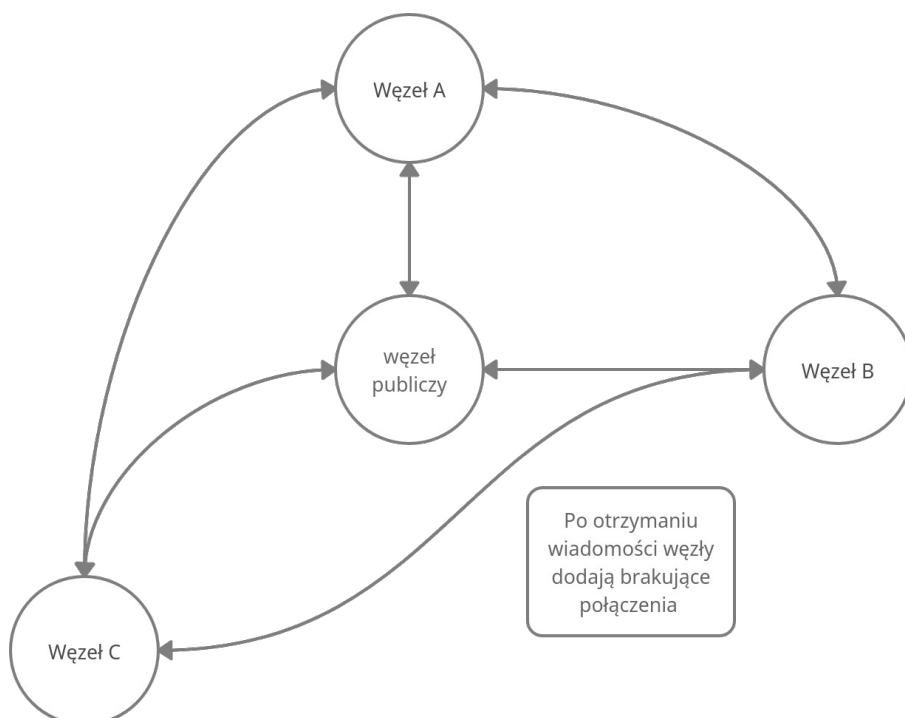 Węzeł A
węzeł
publiczy
Węzeł B
Po otrzymaniu
wiadomości węzły
dodają brakujące
połączenia
Węzeł C